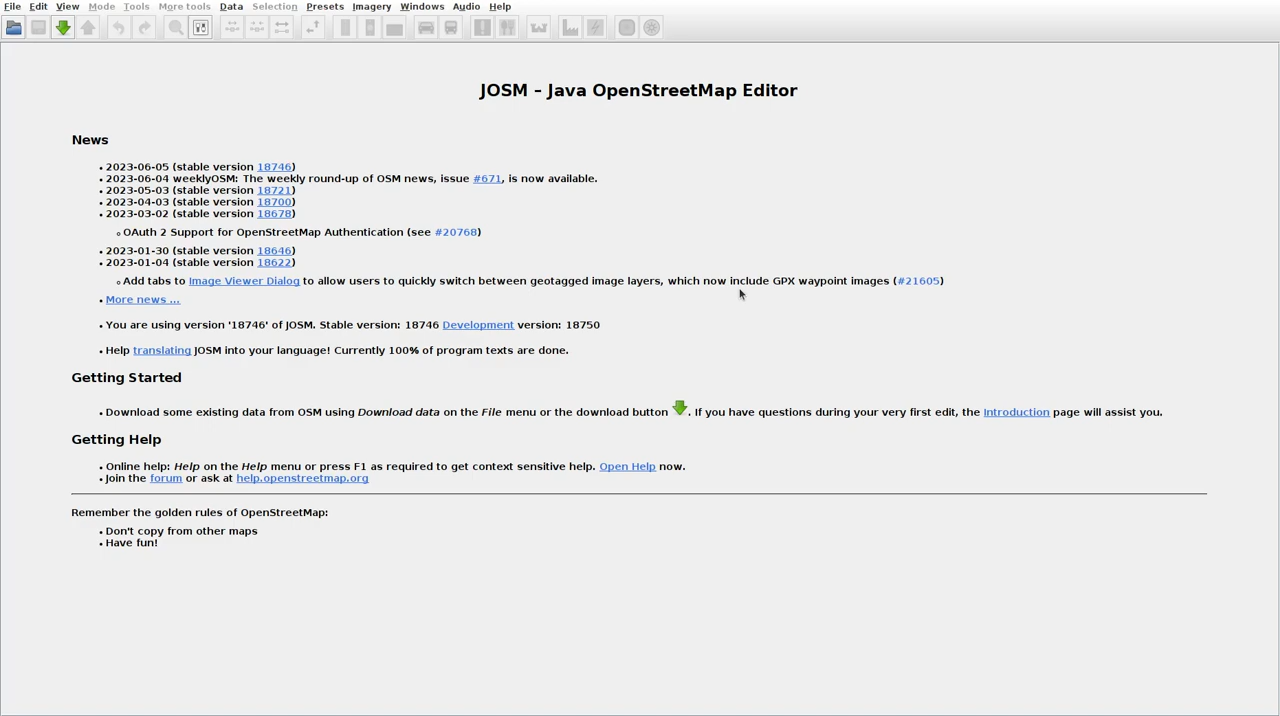 File Edit View Mode Tools More tools Data Selection Presets Imagery Windows Audio Help
JOSM – Java OpenStreetMap Editor
News
• 2023-06-05 (stable version 18746)
• 2023-06-04 weeklyOSM: The weekly round-up of OSM news, issue #671, is now available.
• 2023-05-03 (stable version 18721)
• 2023-04-03 (stable version 18700)
• 2023-03-02 (stable version 18678)
◦ OAuth 2 Support for OpenStreetMap Authentication (see #20768)
• 2023-01-30 (stable version 18646)
• 2023-01-04 (stable version 18622)
◦ Add tabs to Image Viewer Dialog to allow users to quickly switch between geotagged image layers, which now include GPX waypoint images (#21605)
• More news ...
• You are using version '18746' of JOSM. Stable version: 18746 Development version: 18750
• Help translating JOSM into your language! Currently 100% of program texts are done.
Getting Started
• Download some existing data from OSM using Download data on the File menu or the download button . If you have questions during your very first edit, the Introduction page will assist you.
Getting Help
• Online help: Help on the Help menu or press F1 as required to get context sensitive help. Open Help now.
• Join the forum or ask at help.openstreetmap.org
Remember the golden rules of OpenStreetMap:
• Don't copy from other maps
• Have fun!